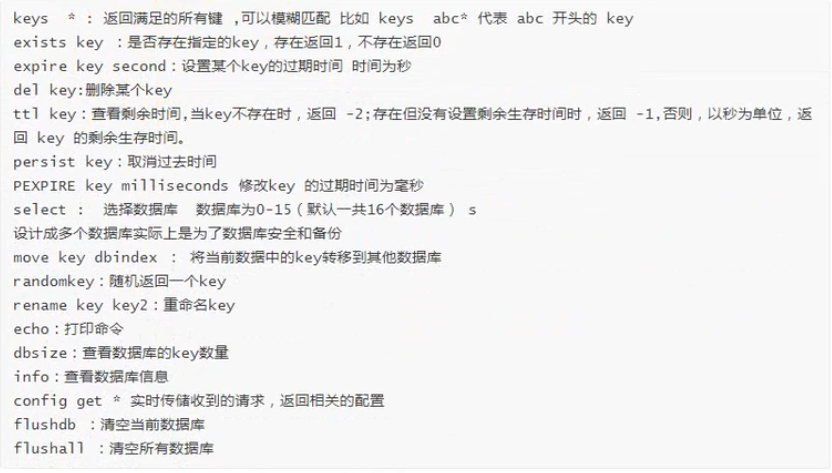 keys  * : 返回满足的所有键 ,可以模糊匹配 比如 keys  abc* 代表 abc 开头的 key
exists key ：是否存在指定的key，存在返回1，不存在返回0
expire key second：设置某个key的过期时间 时间为秒
del key:删除某个key
ttl key：查看剩余时间,当key不存在时，返回 -2;存在但没有设置剩余生存时间时，返回 -1,否则，以秒为单位，返
回 key 的剩余生存时间。
persist key：取消过去时间
PEXPIRE key milliseconds 修改key 的过期时间为毫秒
select :  选择数据库  数据库为0-15（默认一共16个数据库） s
设计成多个数据库实际上是为了数据库安全和备份
move key dbindex ： 将当前数据中的key转移到其他数据库
randomkey：随机返回一个key
rename key key2：重命名key
echo：打印命令
dbsize：查看数据库的key数量
info：查看数据库信息
config get * 实时传储收到的请求，返回相关的配置
flushdb ：清空当前数据库
flushall ：清空所有数据库